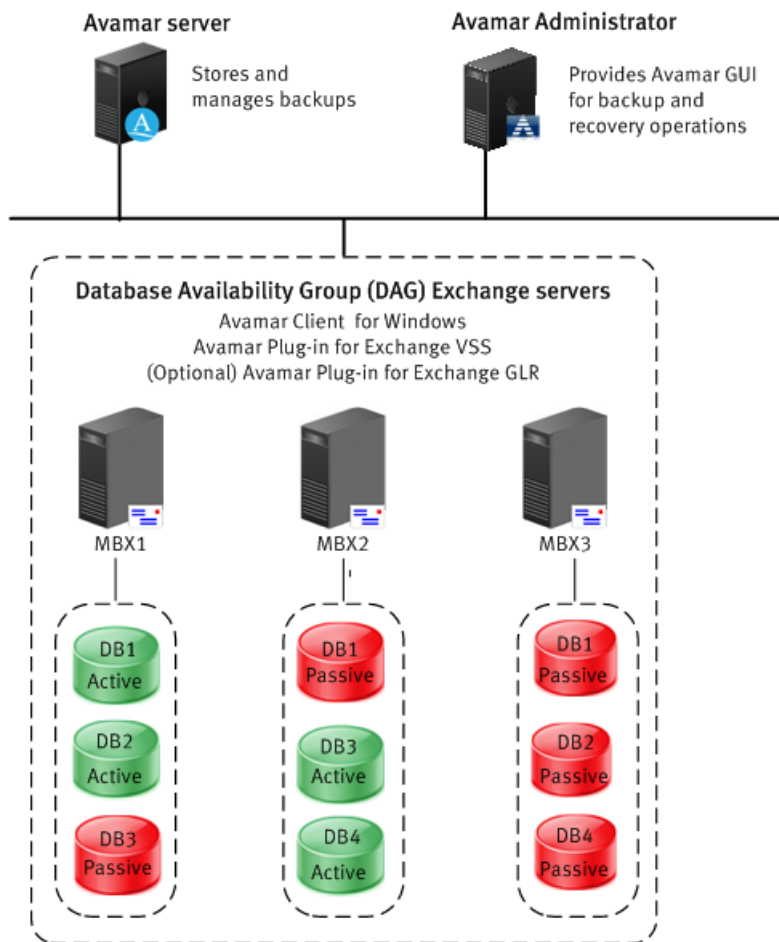 Avamar server
Stores and
manages backups
Avamar Administrator
Provides Avamar GUI
for backup and
recovery operations
Database Availability Group (DAG) Exchange servers
Avamar Client for Windows
Avamar Plug-in for Exchange VSS
(Optional) Avamar Plug-in for Exchange GLR
MBX1
MBX2
MBX3
DB1
Active
DB2
Active
DB3
Passive
DB1
Passive
DB3
Active
DB4
Active
DB1
Passive
DB2
Passive
DB4
Passive